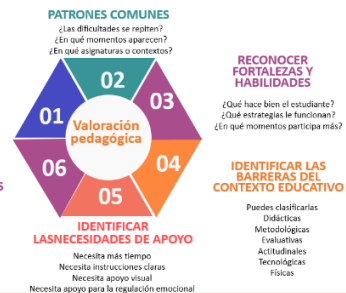 PATRONES COMUNES
¿Las dificultades se repiten?
¿En qué momentos aparecen?
¿En qué asignaturas o contextos?
RECONOCER
FORTALEZAS Y
HABILIDADES
¿Qué hace bien el estudiante?
¿Qué estrategias le funcionan?
¿En qué momentos participa más?
01
02
03
04
05
06
Valoración
pedagógica
IDENTIFICAR LAS
BARRERAS DEL
CONTEXTO EDUCATIVO
Puedes clasificarlas
Didácticas
Metodológicas
Evaluativas
Actitudinales
Tecnológicas
Físicas
S
IDENTIFICAR
LASNECESIDADES DE APOYO
Necesita más tiempo
Necesita instrucciones claras
Necesita apoyo visual
Necesita apoyo para la regulación emocional